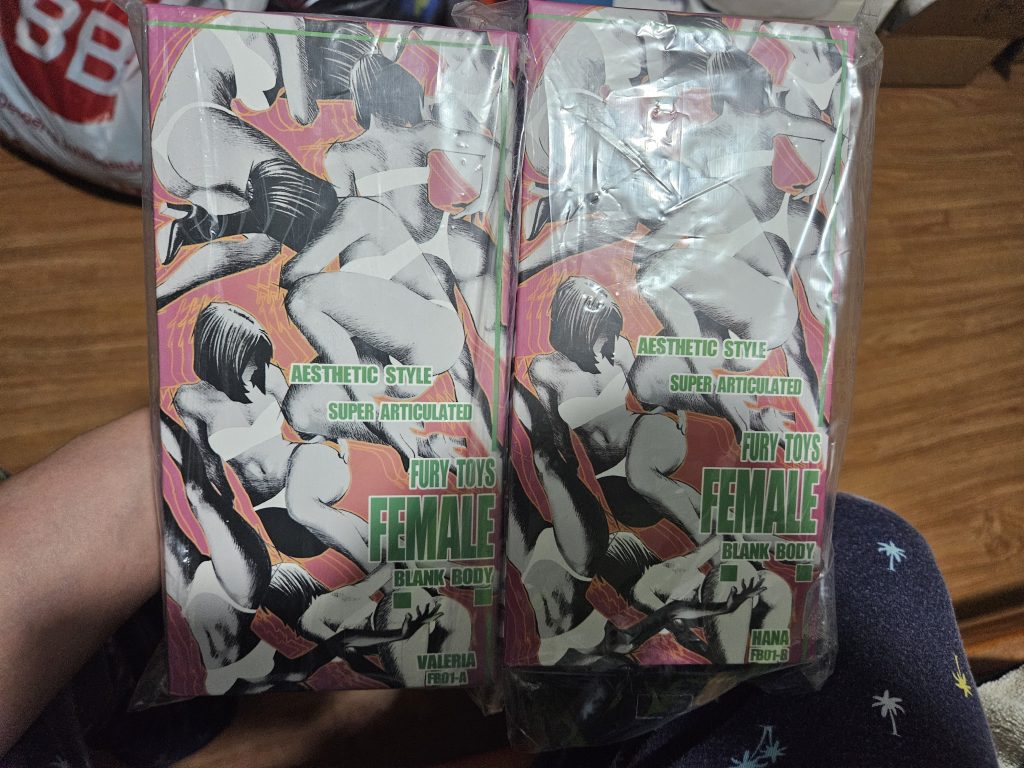 BB
AESTHETIC STYLE
SUPER ARTICULATED
FURY TOYS
FEMALE
BLANK BODY
VALERIA
FB01-A
AESTHETIC STYLE
SUPER ARTICULATED
FURY TOYS
FEMALE
BLANK BODY
HANA
FB01-B